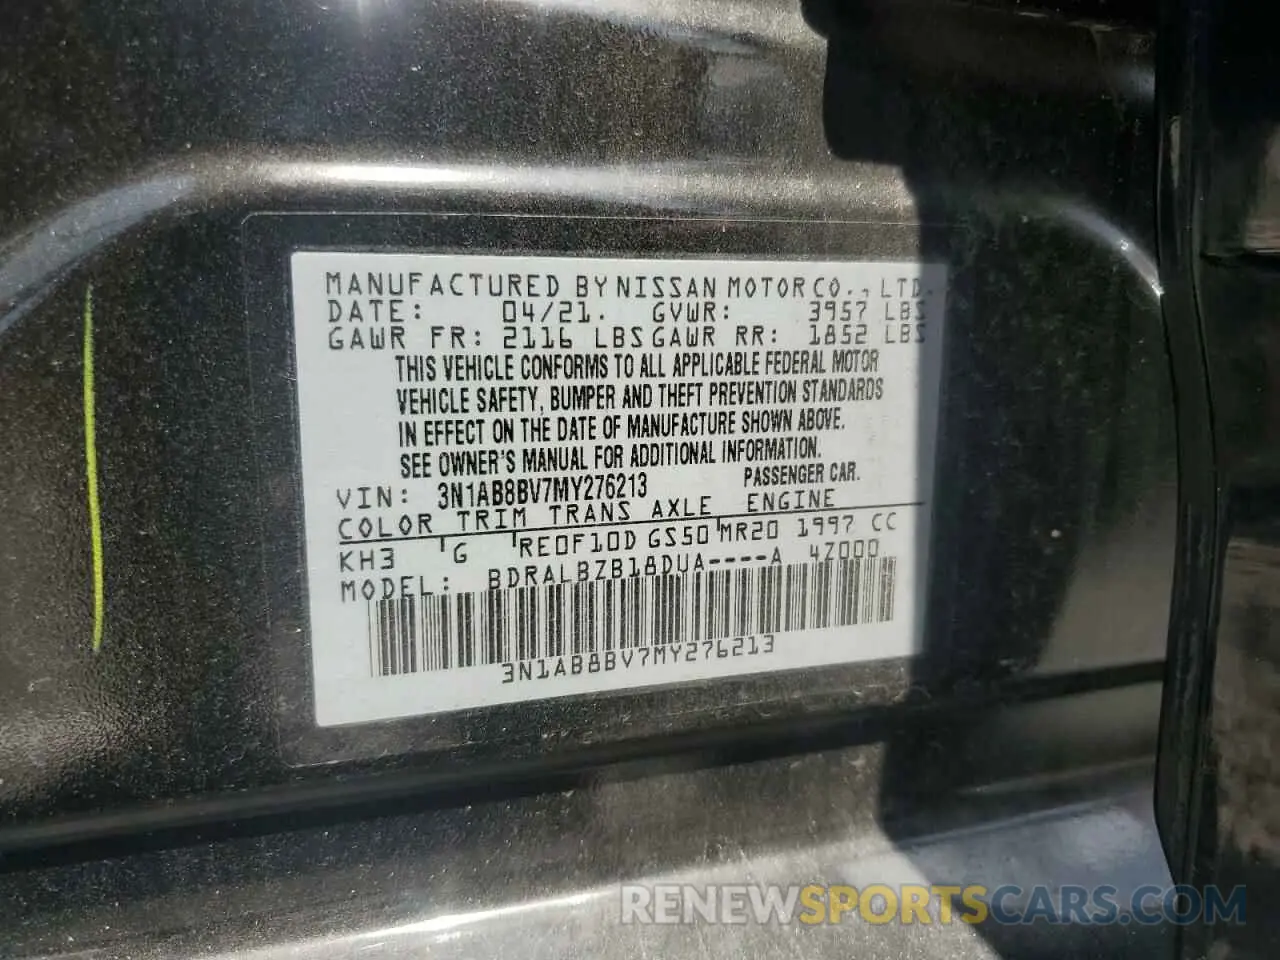 MANUFACTURED BY NISSAN MOTOR CO., LTD.
DATE: 04/21. GVWR: 3957 LBS
GAWR FR: 2116 LBS GAWR RR: 1852 LBS
THIS VEHICLE CONFORMS TO ALL APPLICABLE FEDERAL MOTOR
VEHICLE SAFETY, BUMPER AND THEFT PREVENTION STANDARDS
IN EFFECT ON THE DATE OF MANUFACTURE SHOWN ABOVE.
SEE OWNER'S MANUAL FOR ADDITIONAL INFORMATION.
VIN: 3N1AB8BV7MY276213 PASSENGER CAR.
COLOR TRIM TRANS AXLE ENGINE
KH3 G RE0F10D GS50 MR20 1997 CC
MODEL: BDRALBZB18DUA----A 4Z000
3N1AB8BV7MY276213
RENEWSPORTSCARS.COM